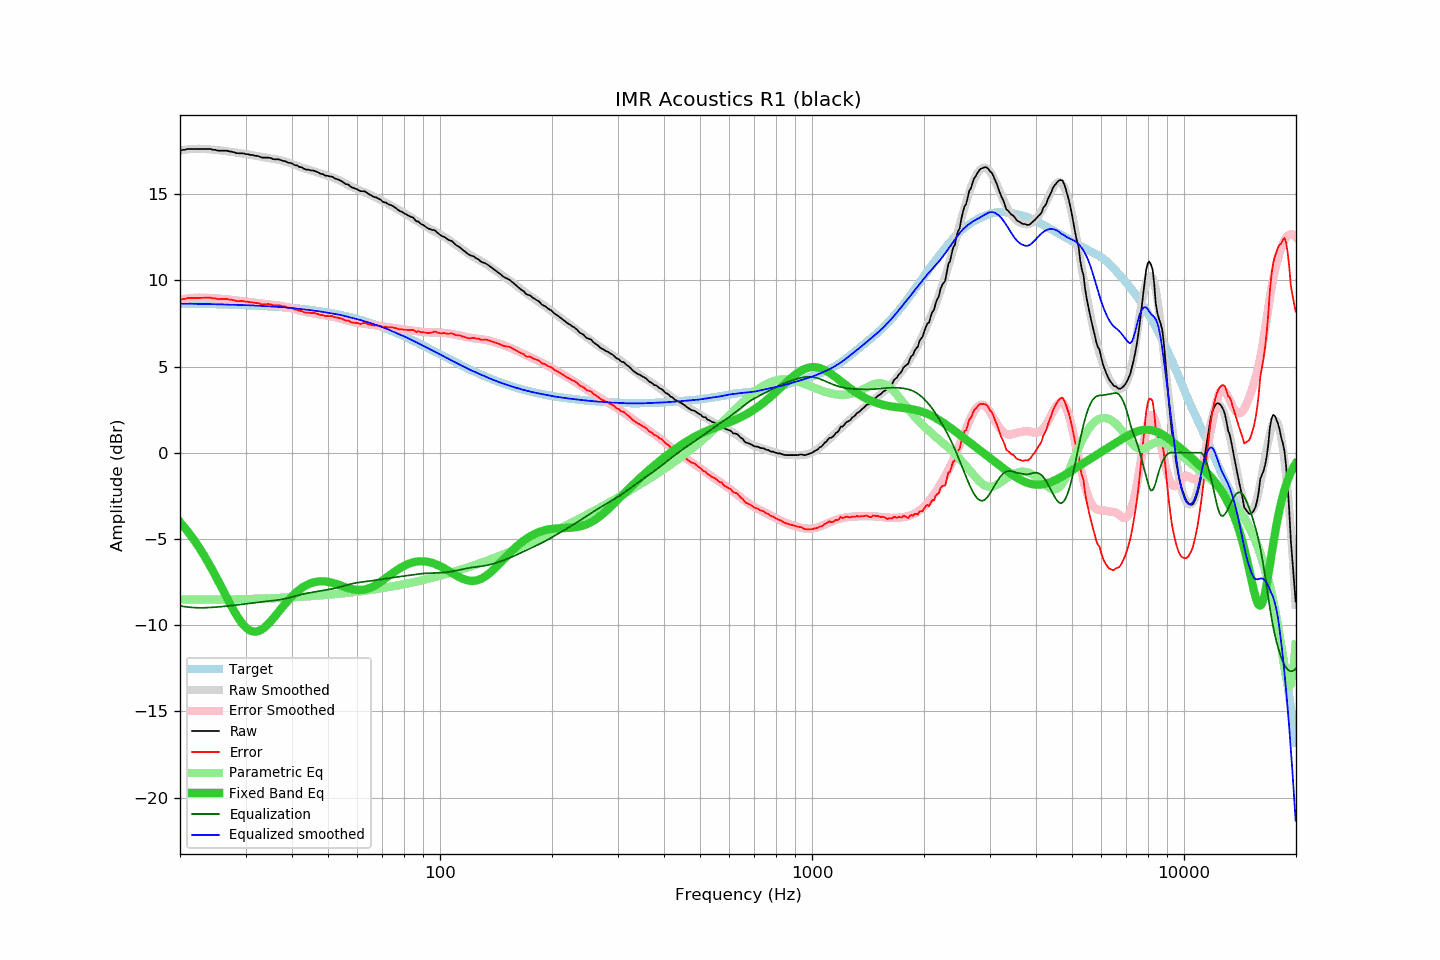 IMR Acoustics R1 (black)
Amplitude (dBr)
15
10
5
0
−5
−10
−15
−20
Target
Raw Smoothed
Error Smoothed
Raw
Error
Parametric Eq
Fixed Band Eq
Equalization
Equalized smoothed
100
1000
10000
Frequency (Hz)